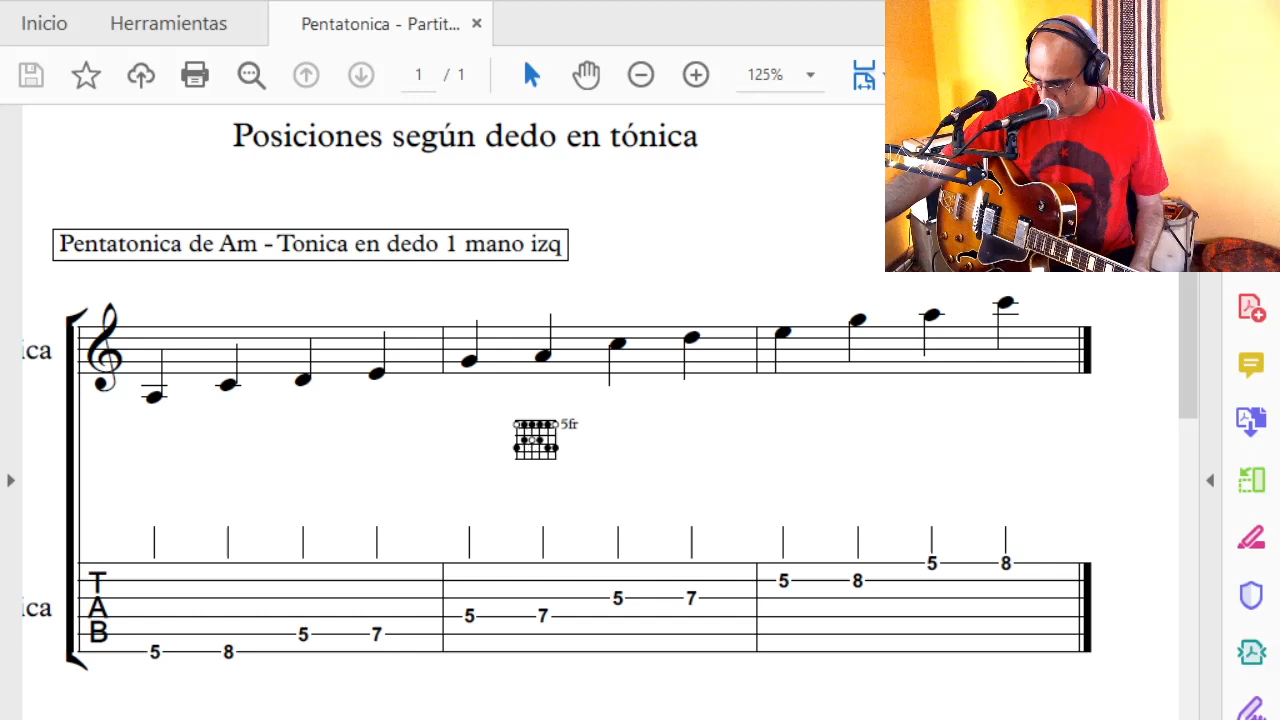 Inicio Herramientas Pentatonica - Partit... ×
1 / 1 125%
Posiciones según dedo en tónica
Pentatonica de Am - Tonica en dedo 1 mano izq
ica
5fr
ica
T
A
B
5 8 5 7 5 7 5 7 5 8 5 8